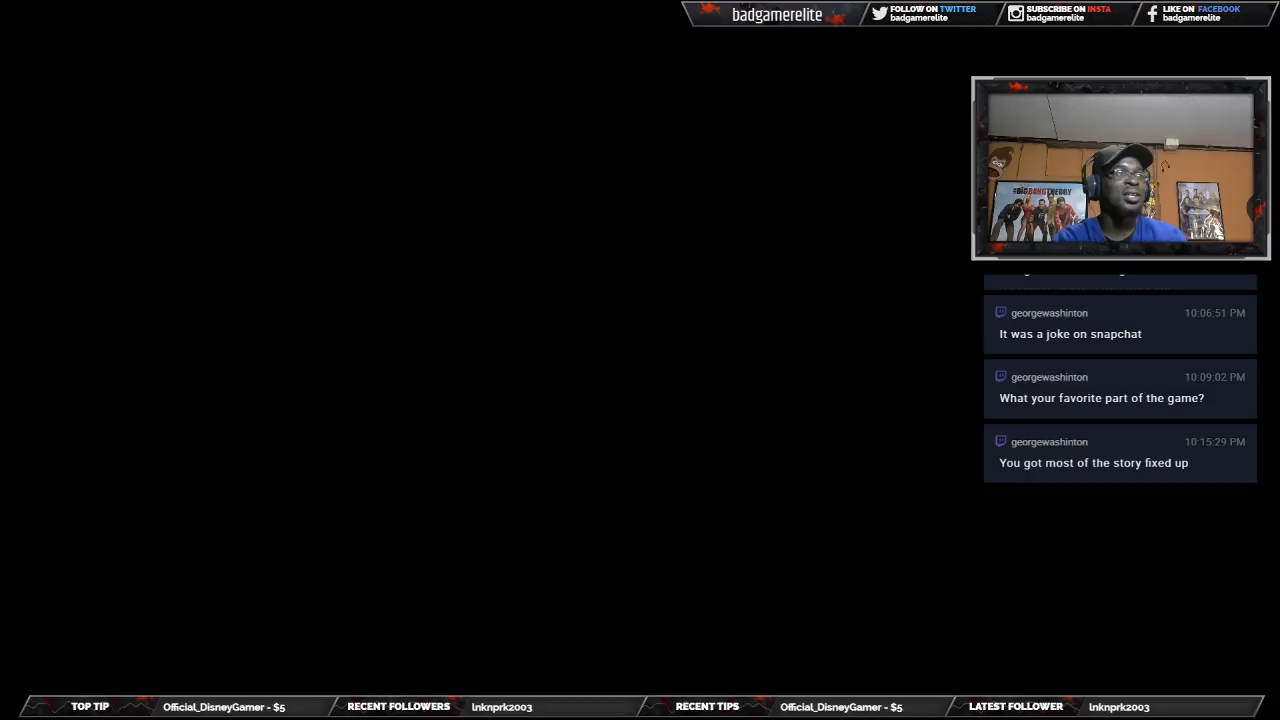 badgamerelite
FOLLOW ON TWITTER
badgamerelite
SUBSCRIBE ON INSTA
badgamerelite
LIKE ON FACEBOOK
badgamerelite
BIG BANG THEORY
georgewashinton 10:06:51 PM
It was a joke on snapchat
georgewashinton 10:09:02 PM
What your favorite part of the game?
georgewashinton 10:15:29 PM
You got most of the story fixed up
TOP TIP Official_DisneyGamer - $5 RECENT FOLLOWERS lnknprk2003 RECENT TIPS Official_DisneyGamer - $5 LATEST FOLLOWER lnknprk2003